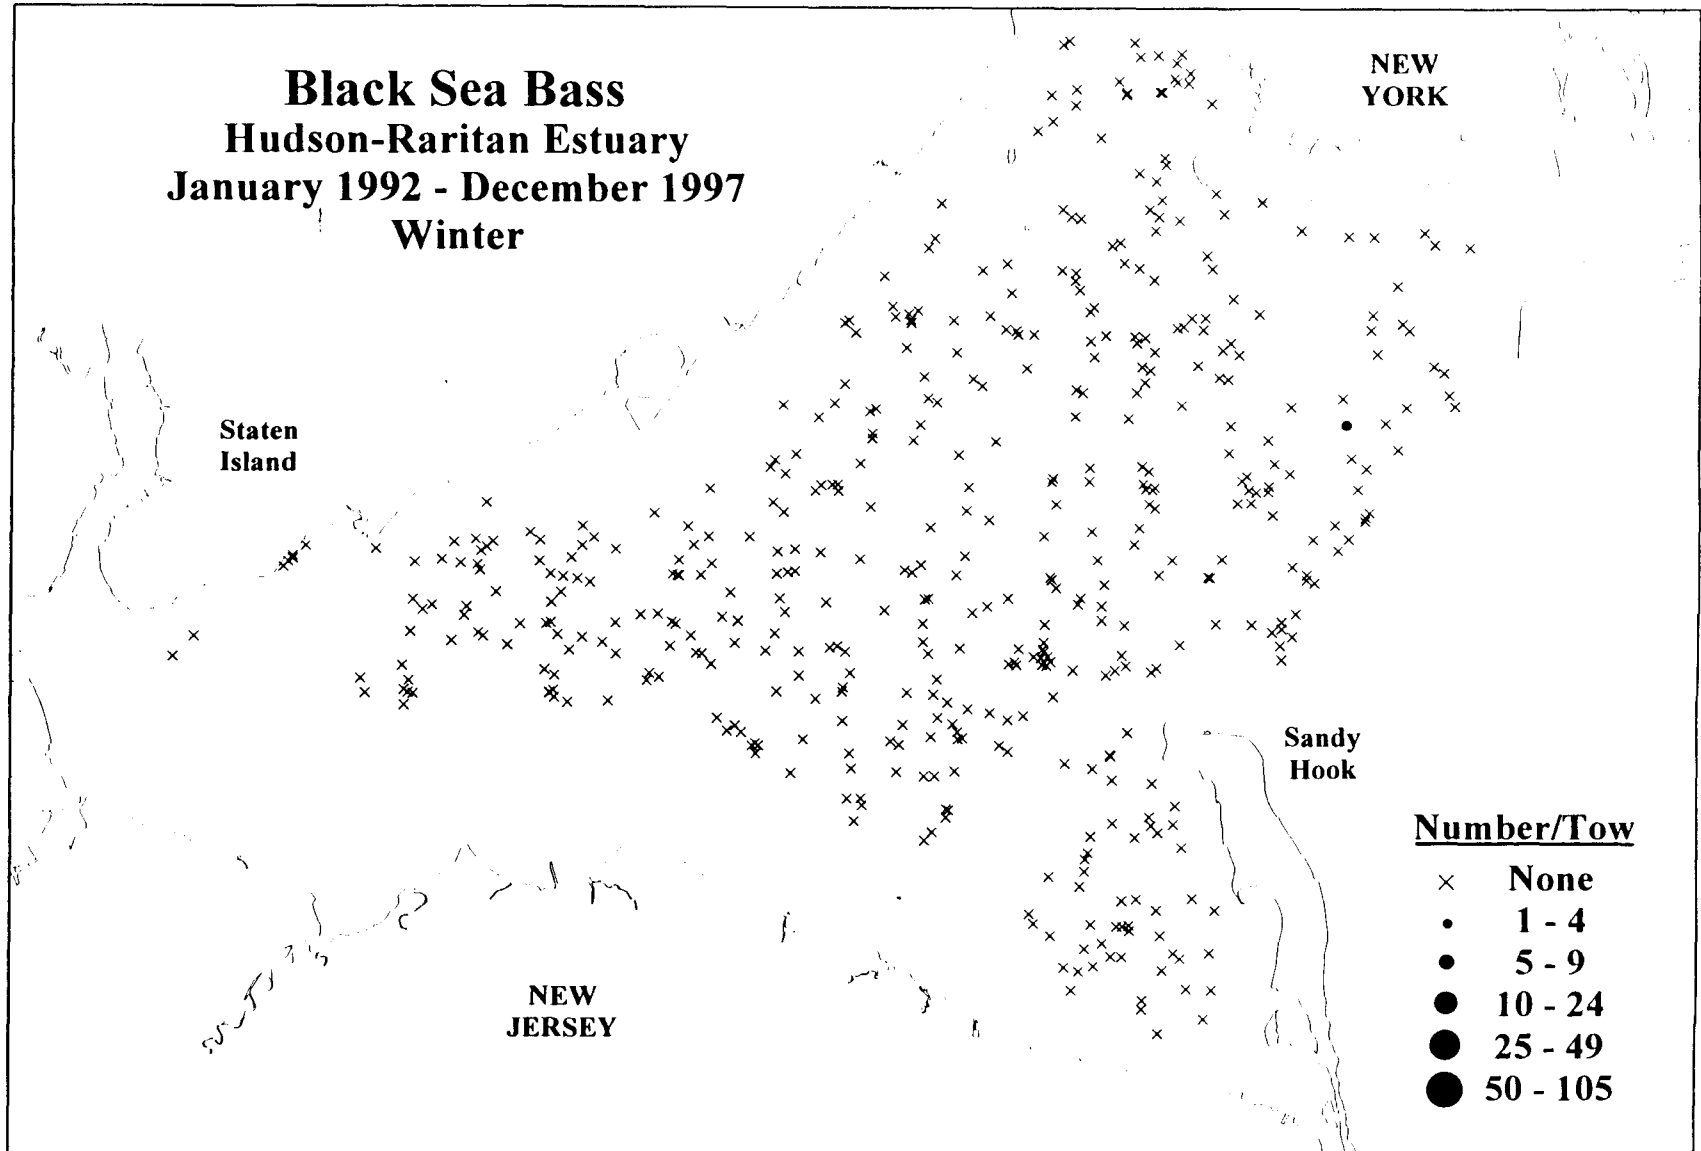 Black Sea Bass
Hudson-Raritan Estuary
January 1992 - December 1997
Winter
NEW
YORK
Staten
Island
Sandy
Hook
NEW
JERSEY
Number/Tow
None
1 - 4
5 - 9
10 - 24
25 - 49
50 - 105